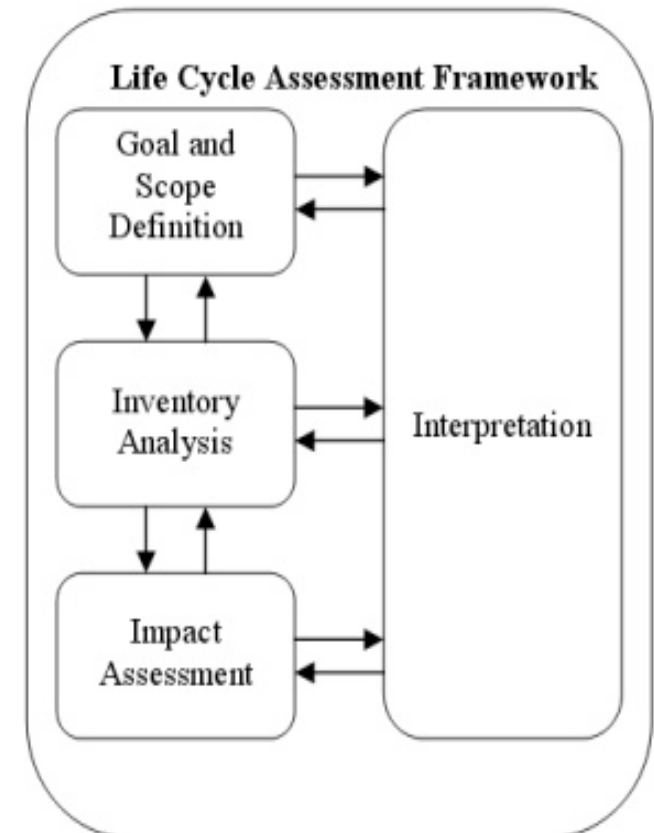 Life Cycle Assessment Framework
Goal and
Scope
Definition
Inventory
Analysis
Interpretation
Impact
Assessment